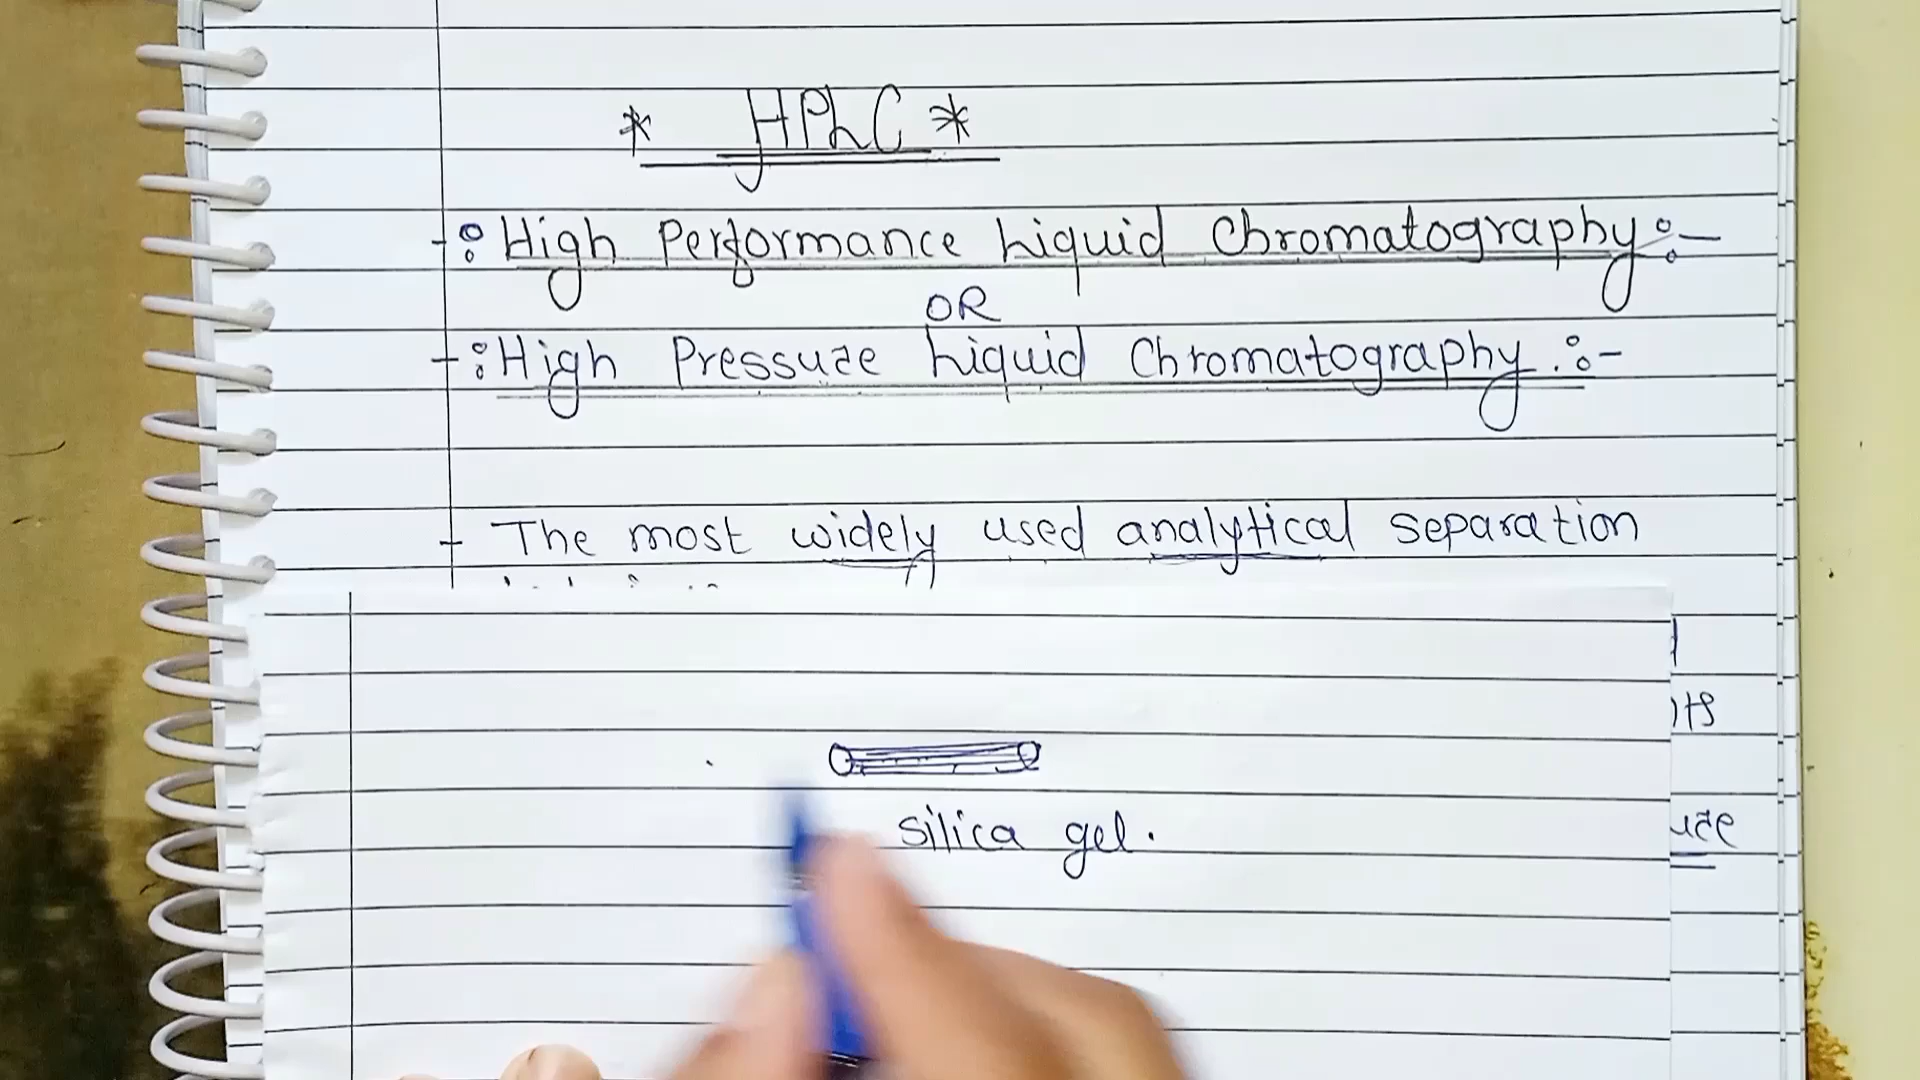 * HPLC *
-: High Performance Liquid Chromatography :-
OR
-: High Pressure Liquid Chromatography. :-
- The most widely used analytical separation
silica gel.